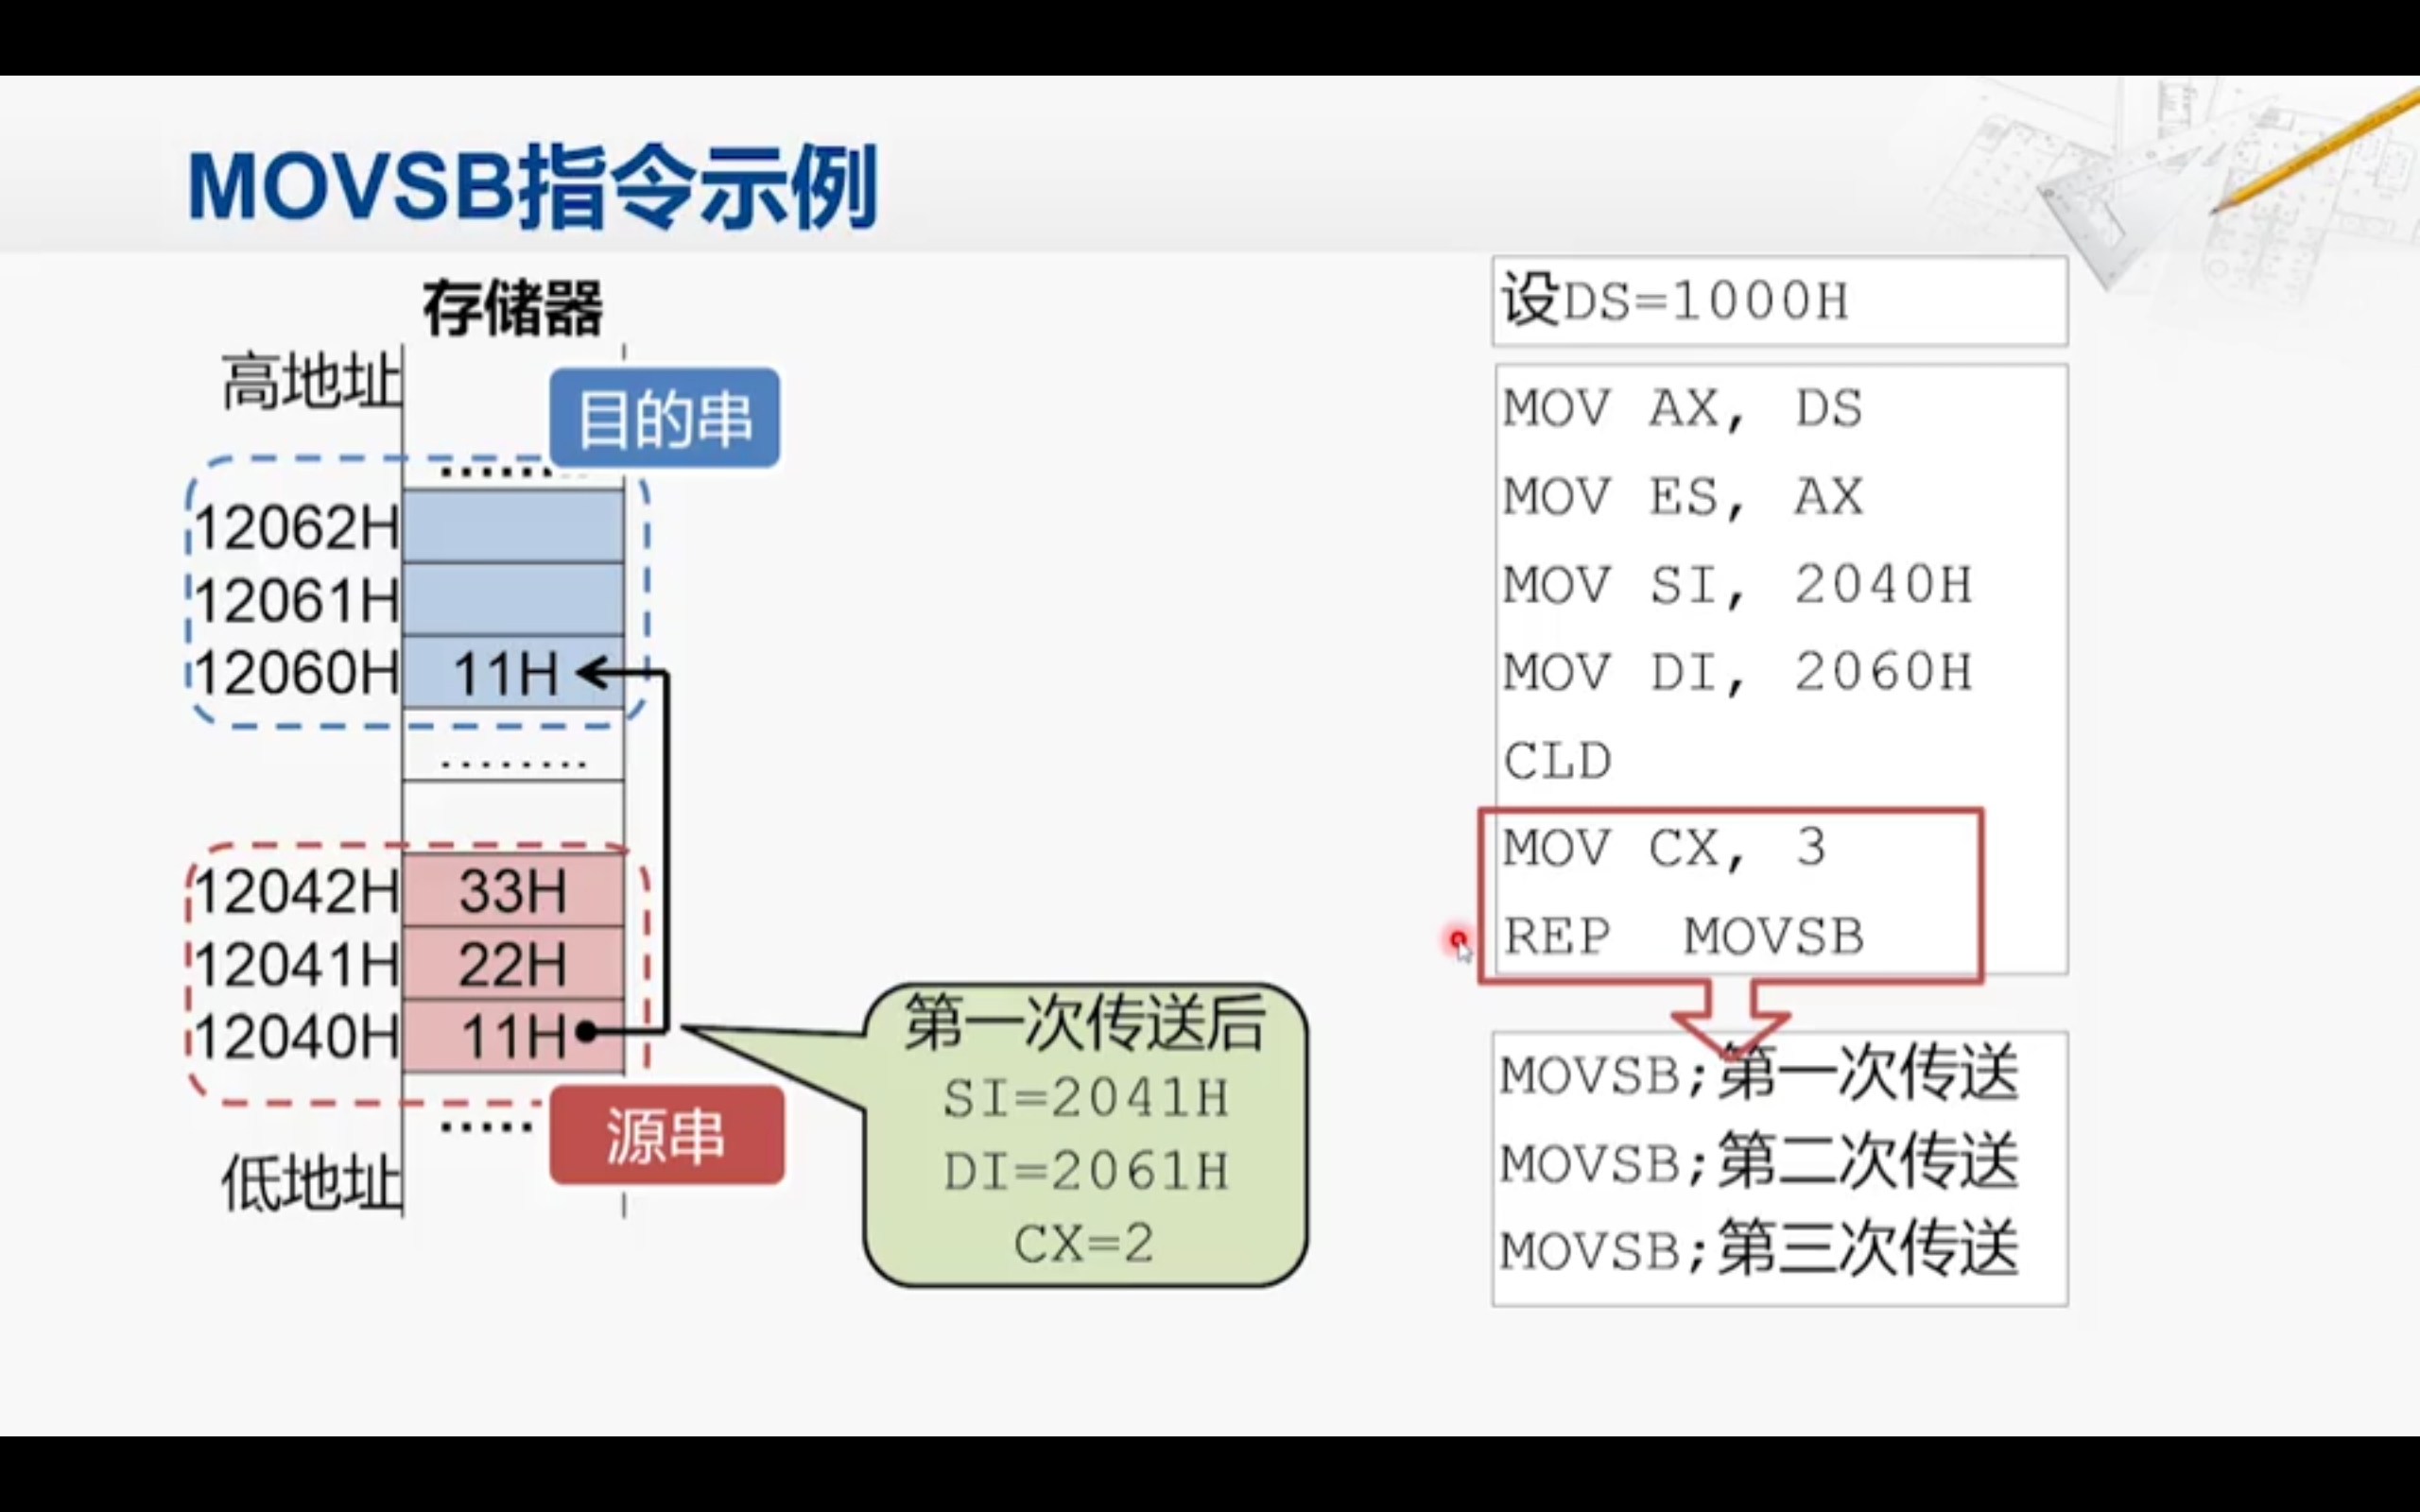 MOVSB指令示例
存储器
高地址
目的串
........
12062H
12061H
12060H 11H
........
12042H 33H
12041H 22H
12040H 11H
.....
源串
低地址
第一次传送后
SI=2041H
DI=2061H
CX=2
设DS=1000H
MOV AX, DS
MOV ES, AX
MOV SI, 2040H
MOV DI, 2060H
CLD
MOV CX, 3
REP MOVSB
MOVSB;第一次传送
MOVSB;第二次传送
MOVSB;第三次传送